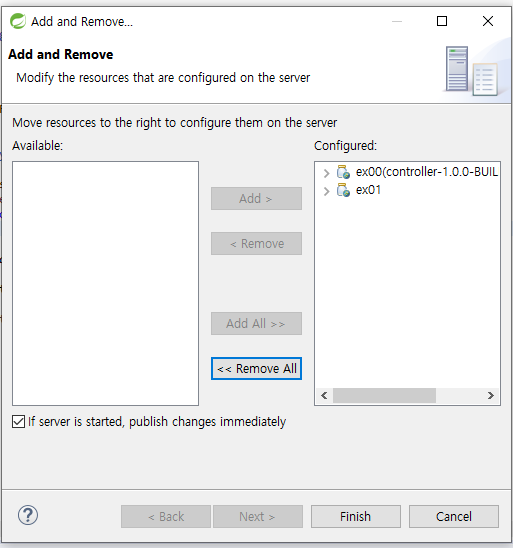 Add and Remove...
Add and Remove
Modify the resources that are configured on the server
Move resources to the right to configure them on the server
Available:
Configured:
ex00(controller-1.0.0-BUIL
ex01
Add >
< Remove
Add All >>
<< Remove All
If server is started, publish changes immediately
?
< Back
Next >
Finish
Cancel